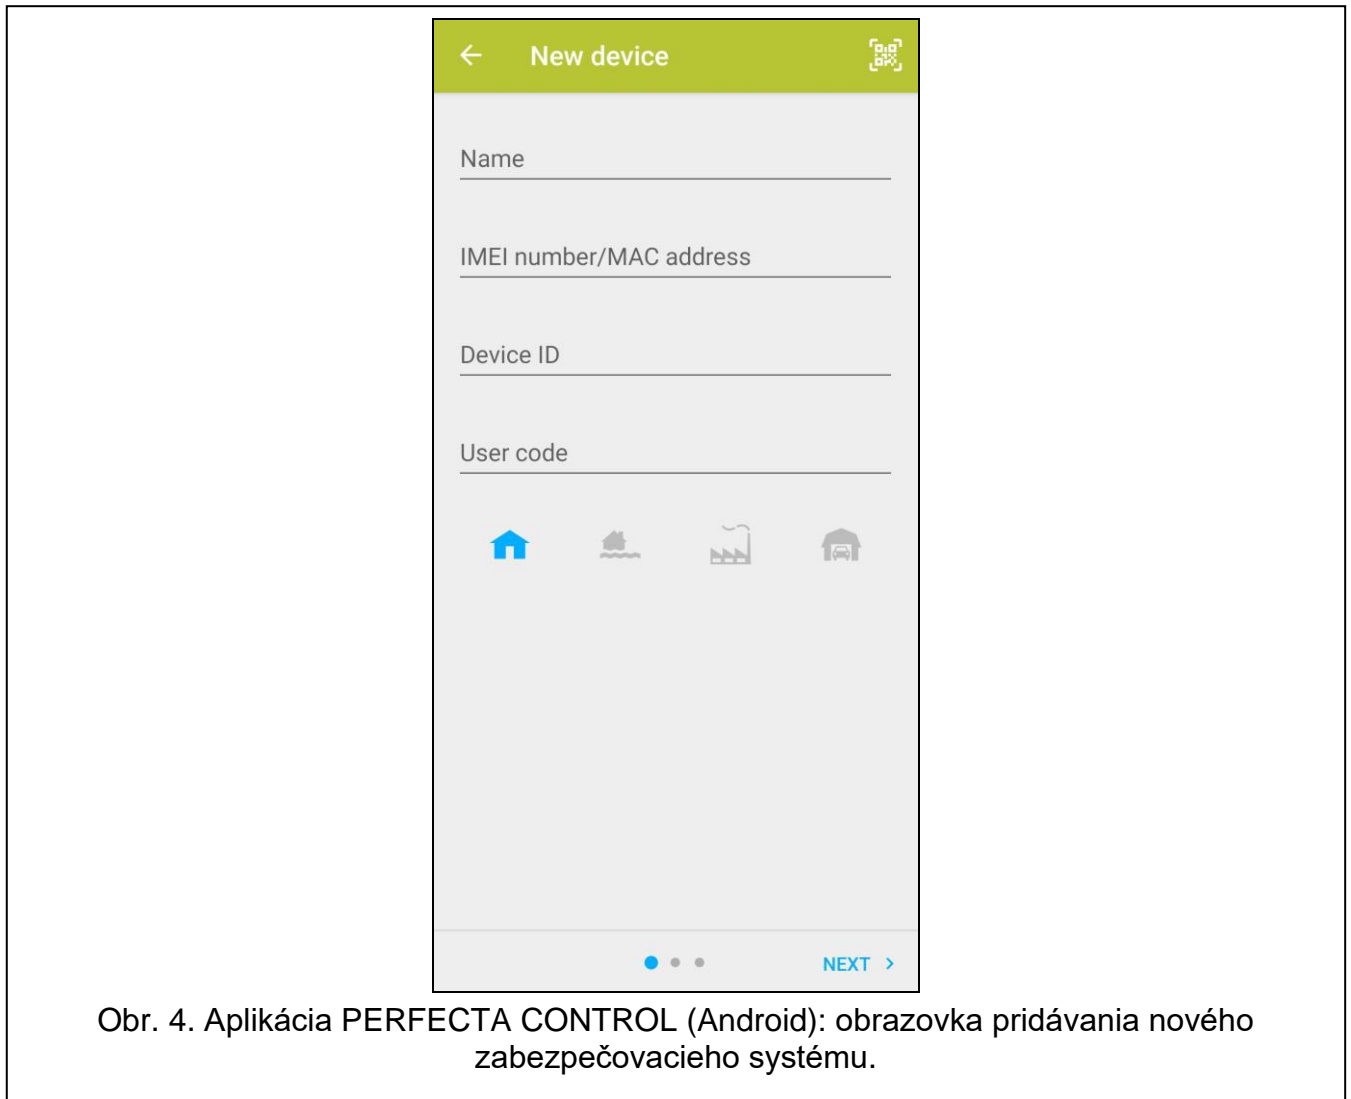 New device
Name
IMEI number/MAC address
Device ID
User code
NEXT
Obr. 4. Aplikácia PERFECTA CONTROL (Android): obrazovka pridávania nového
zabezpečovacieho systému.